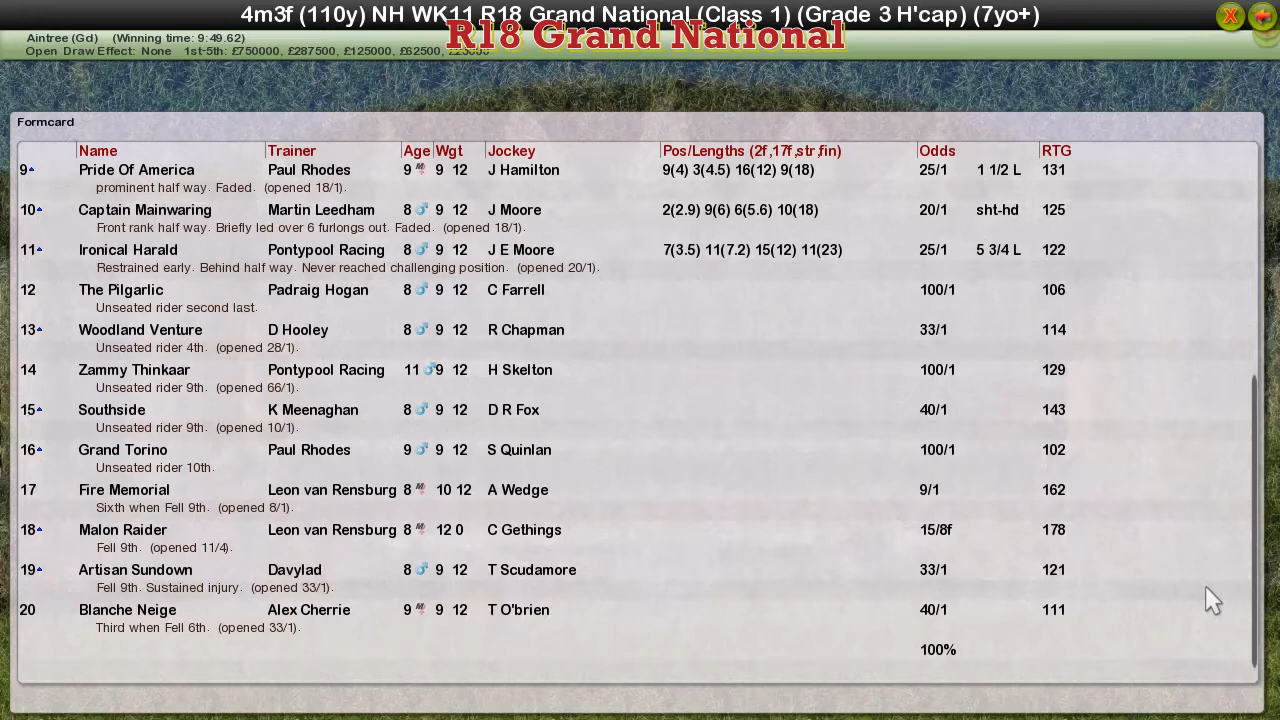 4m3f (110y) NH WK11 R18 Grand National (Class 1) (Grade 3 H'cap) (7yo+)
R18 Grand National
Aintree (Gd) (Winning time: 9:49.62)
Open Draw Effect: None 1st-5th: £750000, £287500, £125000, £62500,
Formcard
Name Trainer Age Wgt Jockey Pos/Lengths (2f,17f,str,fin) Odds RTG
9 Pride Of America Paul Rhodes 9 9 12 J Hamilton 9(4) 3(4.5) 16(12) 9(18) 25/1 1 1/2 L 131
prominent half way. Faded. (opened 18/1).
10 Captain Mainwaring Martin Leedham 8 9 12 J Moore 2(2.9) 9(6) 6(5.6) 10(18) 20/1 sht-hd 125
Front rank half way. Briefly led over 6 furlongs out. Faded. (opened 18/1).
11 Ironical Harald Pontypool Racing 8 9 12 J E Moore 7(3.5) 11(7.2) 15(12) 11(23) 25/1 5 3/4 L 122
Restrained early. Behind half way. Never reached challenging position. (opened 20/1).
12 The Pilgarlic Padraig Hogan 8 9 12 C Farrell 100/1 106
Unseated rider second last.
13 Woodland Venture D Hooley 8 9 12 R Chapman 33/1 114
Unseated rider 4th. (opened 28/1).
14 Zammy Thinkaar Pontypool Racing 11 9 12 H Skelton 100/1 129
Unseated rider 9th. (opened 66/1).
15 Southside K Meenaghan 8 9 12 D R Fox 40/1 143
Unseated rider 9th. (opened 10/1).
16 Grand Torino Paul Rhodes 9 9 12 S Quinlan 100/1 102
Unseated rider 10th.
17 Fire Memorial Leon van Rensburg 8 10 12 A Wedge 9/1 162
Sixth when Fell 9th. (opened 8/1).
18 Malon Raider Leon van Rensburg 8 12 0 C Gethings 15/8f 178
Fell 9th. (opened 11/4).
19 Artisan Sundown Davylad 8 9 12 T Scudamore 33/1 121
Fell 9th. Sustained injury. (opened 33/1).
20 Blanche Neige Alex Cherrie 9 9 12 T O'brien 40/1 111
Third when Fell 6th. (opened 33/1).
100%